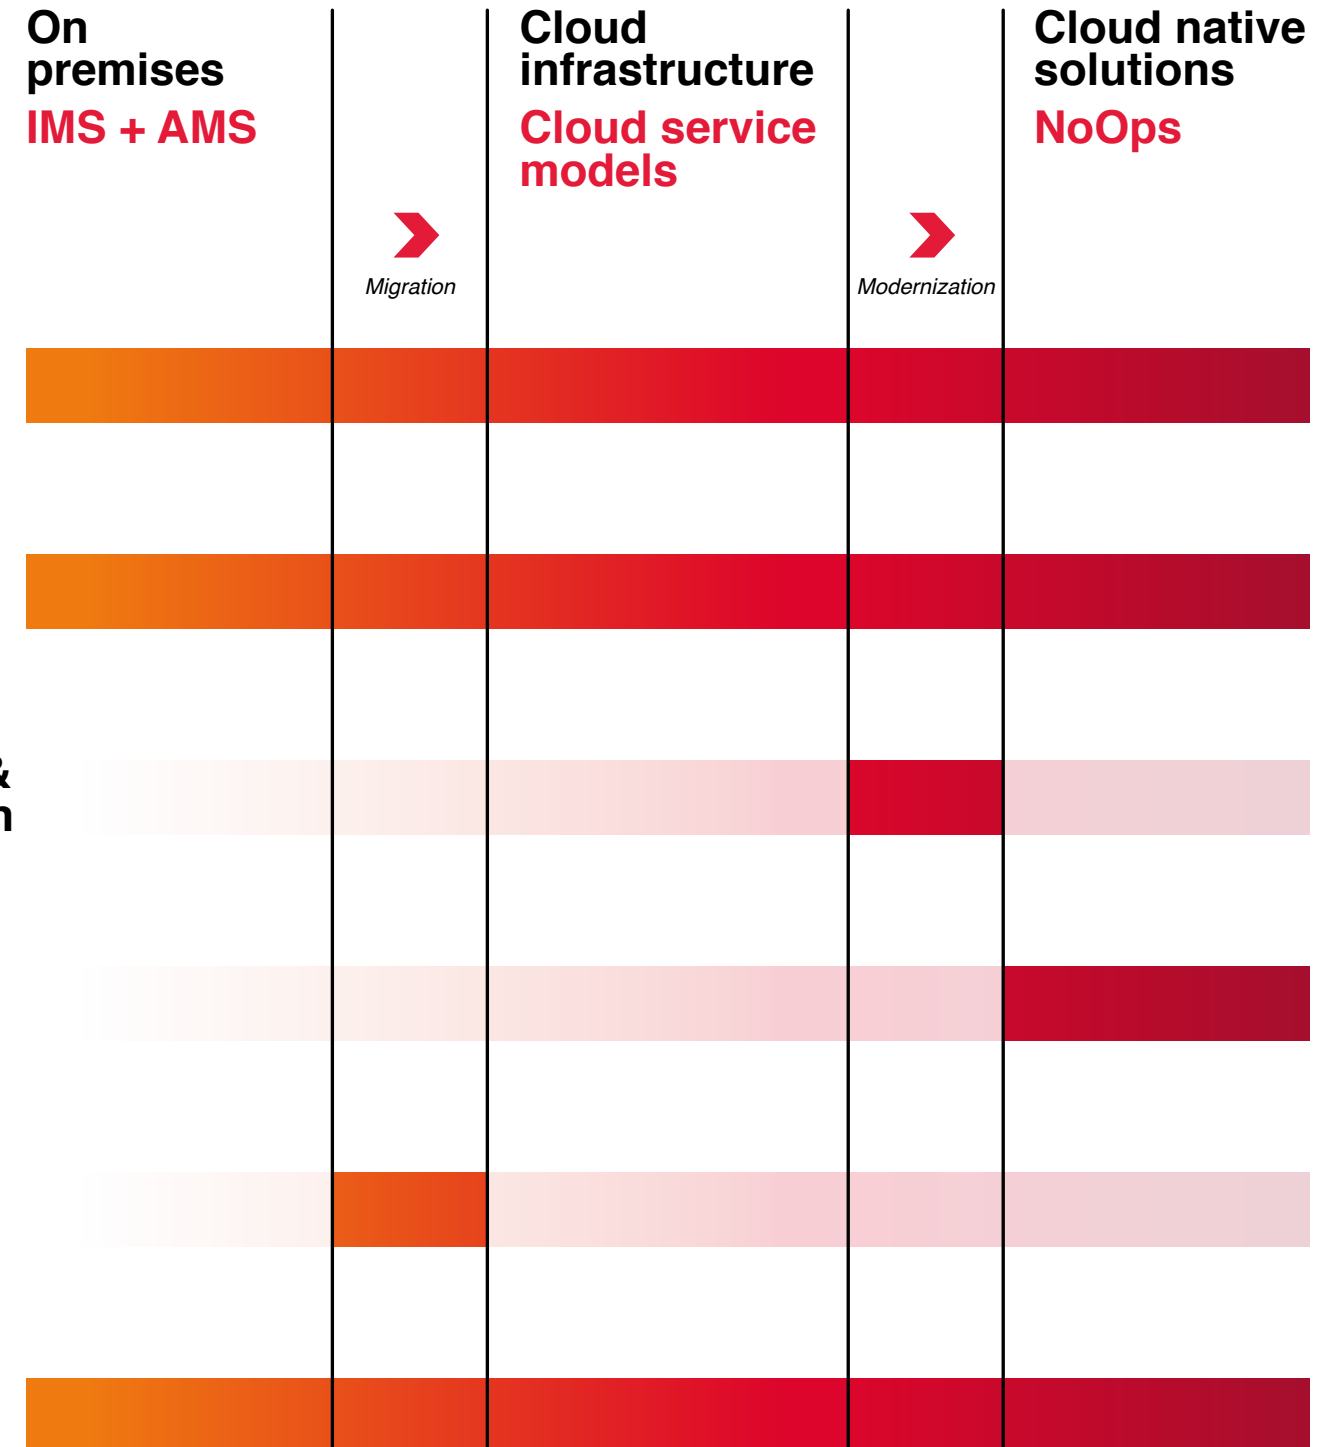 On
premises
IMS + AMS
Cloud
infrastructure
Cloud service
models
Cloud native
solutions
NoOps
Migration
Modernization
&
n